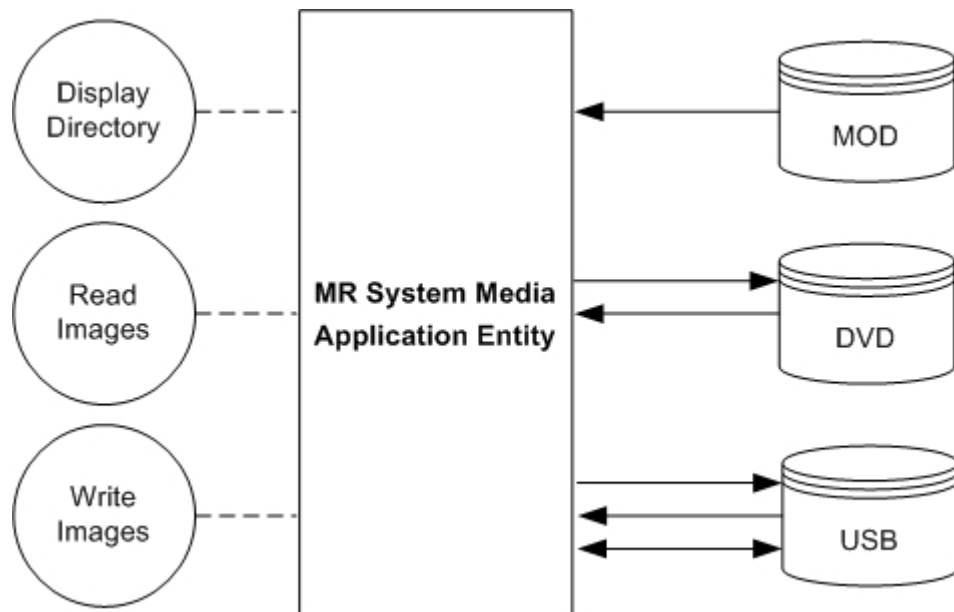 Display
Directory
Read
Images
Write
Images
MR System Media
Application Entity
MOD
DVD
USB